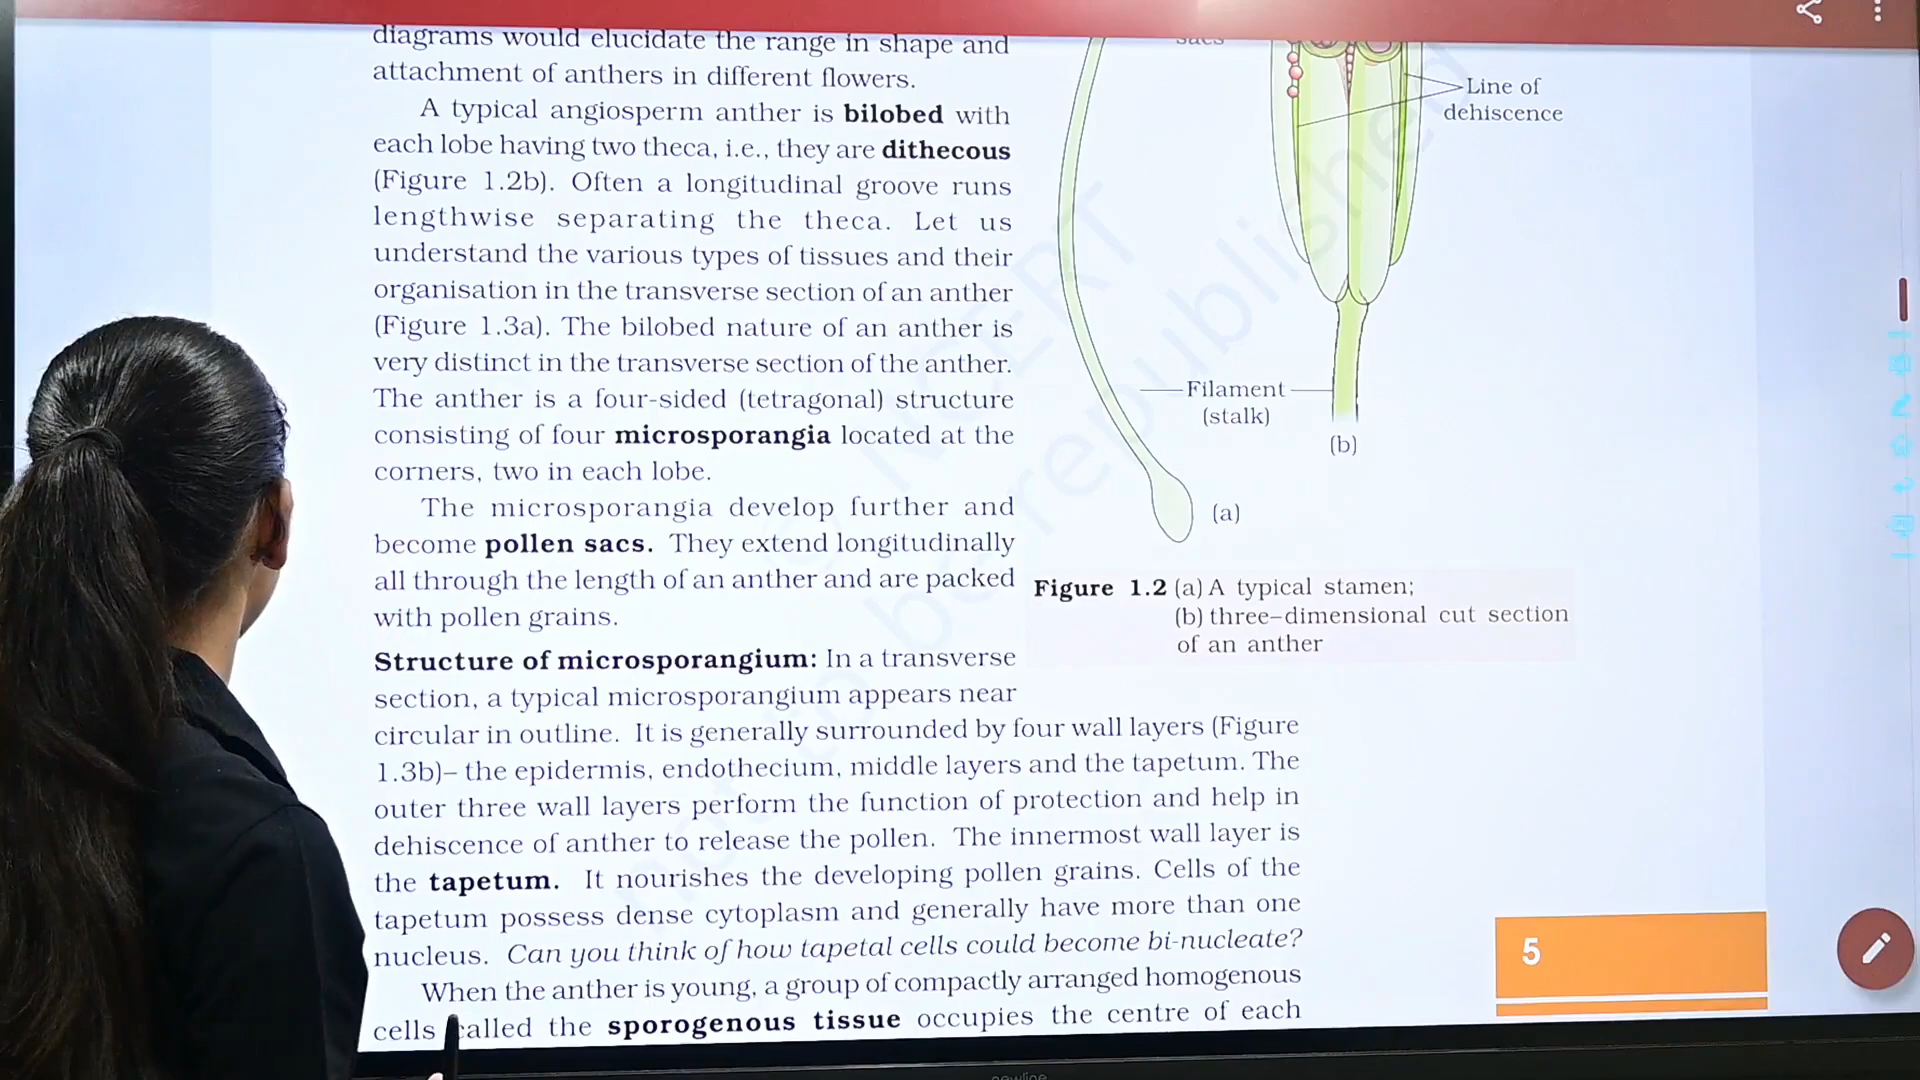 diagrams would elucidate the range in shape and
attachment of anthers in different flowers.
A typical angiosperm anther is bilobed with
each lobe having two theca, i.e., they are dithecous
(Figure 1.2b). Often a longitudinal groove runs
lengthwise separating the theca. Let us
understand the various types of tissues and their
organisation in the transverse section of an anther
(Figure 1.3a). The bilobed nature of an anther is
very distinct in the transverse section of the anther.
The anther is a four-sided (tetragonal) structure
consisting of four microsporangia located at the
corners, two in each lobe.
The microsporangia develop further and
become pollen sacs. They extend longitudinally
all through the length of an anther and are packed
with pollen grains.
Structure of microsporangium: In a transverse
section, a typical microsporangium appears near
circular in outline. It is generally surrounded by four wall layers (Figure
1.3b)– the epidermis, endothecium, middle layers and the tapetum. The
outer three wall layers perform the function of protection and help in
dehiscence of anther to release the pollen. The innermost wall layer is
the tapetum. It nourishes the developing pollen grains. Cells of the
tapetum possess dense cytoplasm and generally have more than one
nucleus. Can you think of how tapetal cells could become bi-nucleate?
When the anther is young, a group of compactly arranged homogenous
cells called the sporogenous tissue occupies the centre of each
sacs
Line of
dehiscence
Filament
(stalk)
(b)
(a)
Figure 1.2 (a) A typical stamen;
(b) three–dimensional cut section
of an anther
5
© NCERT
not to be republished
newline